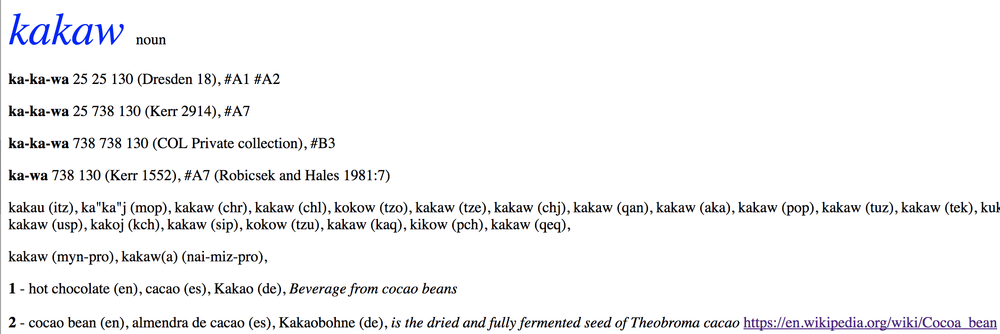 kakaw noun
ka-ka-wa 25 25 130 (Dresden 18), #A1 #A2
ka-ka-wa 25 738 130 (Kerr 2914), #A7
ka-ka-wa 738 738 130 (COL Private collection), #B3
ka-wa 738 130 (Kerr 1552), #A7 (Robicsek and Hales 1981:7)
kakau (itz), ka"ka"j (mop), kakaw (chr), kakaw (chl), kokow (tzo), kakaw (tze), kakaw (chj), kakaw (qan), kakaw (aka), kakaw (pop), kakaw (tuz), kakaw (tek),
kakaw (usp), kakoj (kch), kakaw (sip), kokow (tzu), kakaw (kaq), kikow (pch), kakaw (qeq),
kakaw (myn-pro), kakaw(a) (nai-miz-pro),
1 - hot chocolate (en), cacao (es), Kakao (de), Beverage from cocao beans
2 - cocao bean (en), almendra de cacao (es), Kakaobohne (de), is the dried and fully fermented seed of Theobroma cacao https://en.wikipedia.org/wiki/Cocoa_bean